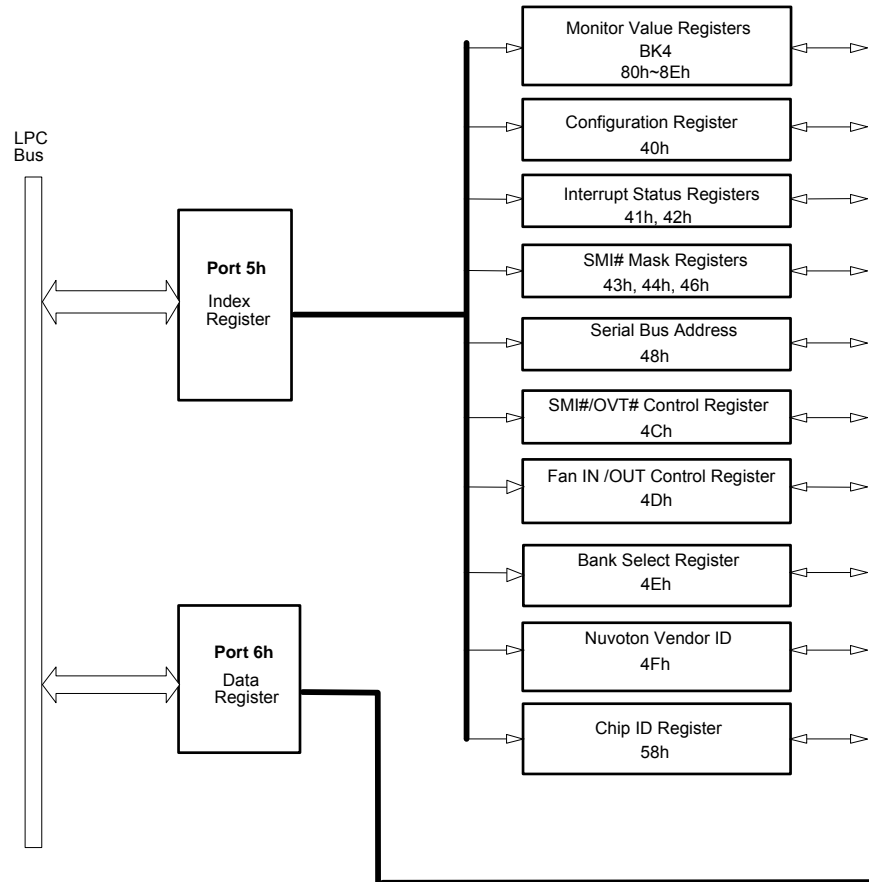 Monitor Value Registers
BK4
80h~8Eh
Configuration Register
40h
LPC
Bus
Interrupt Status Registers
41h, 42h
Port 5h
Index
Register
SMI# Mask Registers
43h, 44h, 46h
Serial Bus Address
48h
SMI#/OVT# Control Register
4Ch
Fan IN /OUT Control Register
4Dh
Bank Select Register
4Eh
Port 6h
Data
Register
Nuvoton Vendor ID
4Fh
Chip ID Register
58h